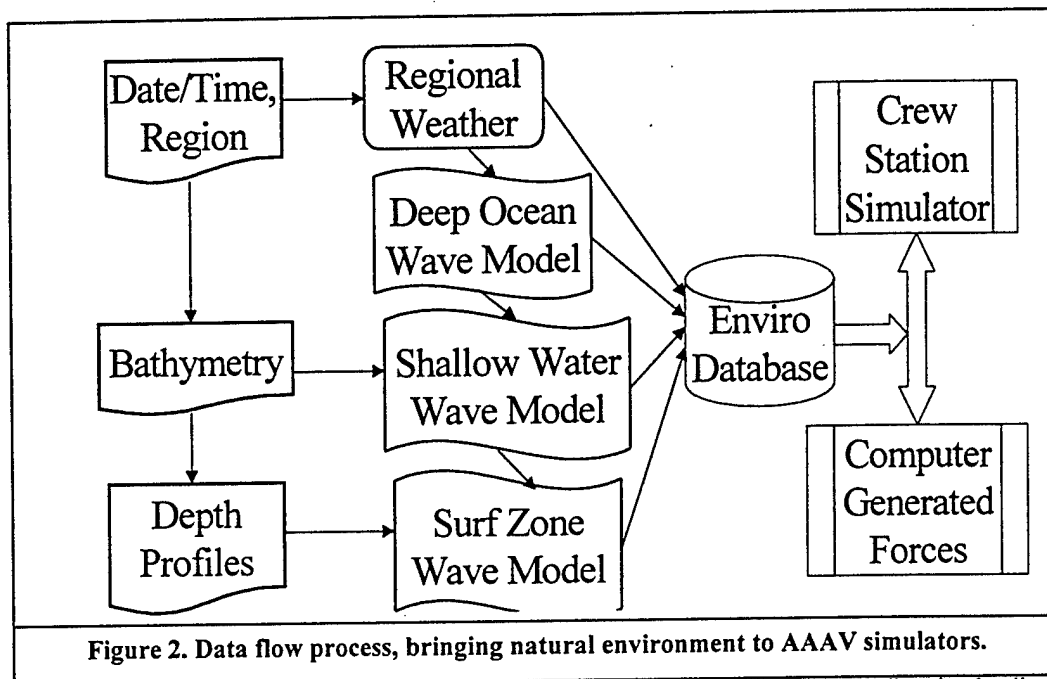 Date/Time,
Region
Regional
Weather
Deep Ocean
Wave Model
Bathymetry
Shallow Water
Wave Model
Depth
Profiles
Surf Zone
Wave Model
Enviro
Database
Crew
Station
Simulator
Computer
Generated
Forces
Figure 2. Data flow process, bringing natural environment to AAAV simulators.